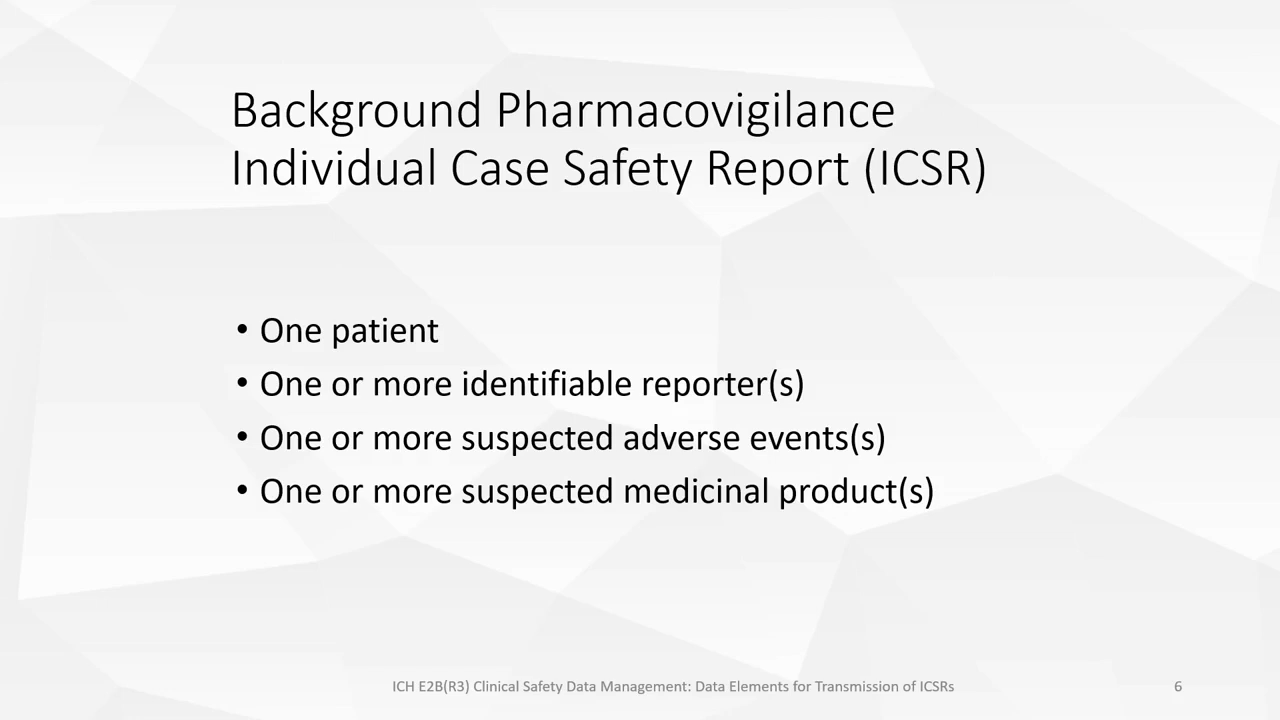 Background Pharmacovigilance
Individual Case Safety Report (ICSR)
• One patient
• One or more identifiable reporter(s)
• One or more suspected adverse events(s)
• One or more suspected medicinal product(s)
ICH E2B(R3) Clinical Safety Data Management: Data Elements for Transmission of ICSRs
6